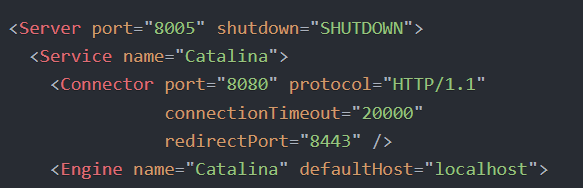 <Server port="8005" shutdown="SHUTDOWN">
<Service name="Catalina">
<Connector port="8080" protocol="HTTP/1.1"
connectionTimeout="20000"
redirectPort="8443" />
<Engine name="Catalina" defaultHost="localhost">